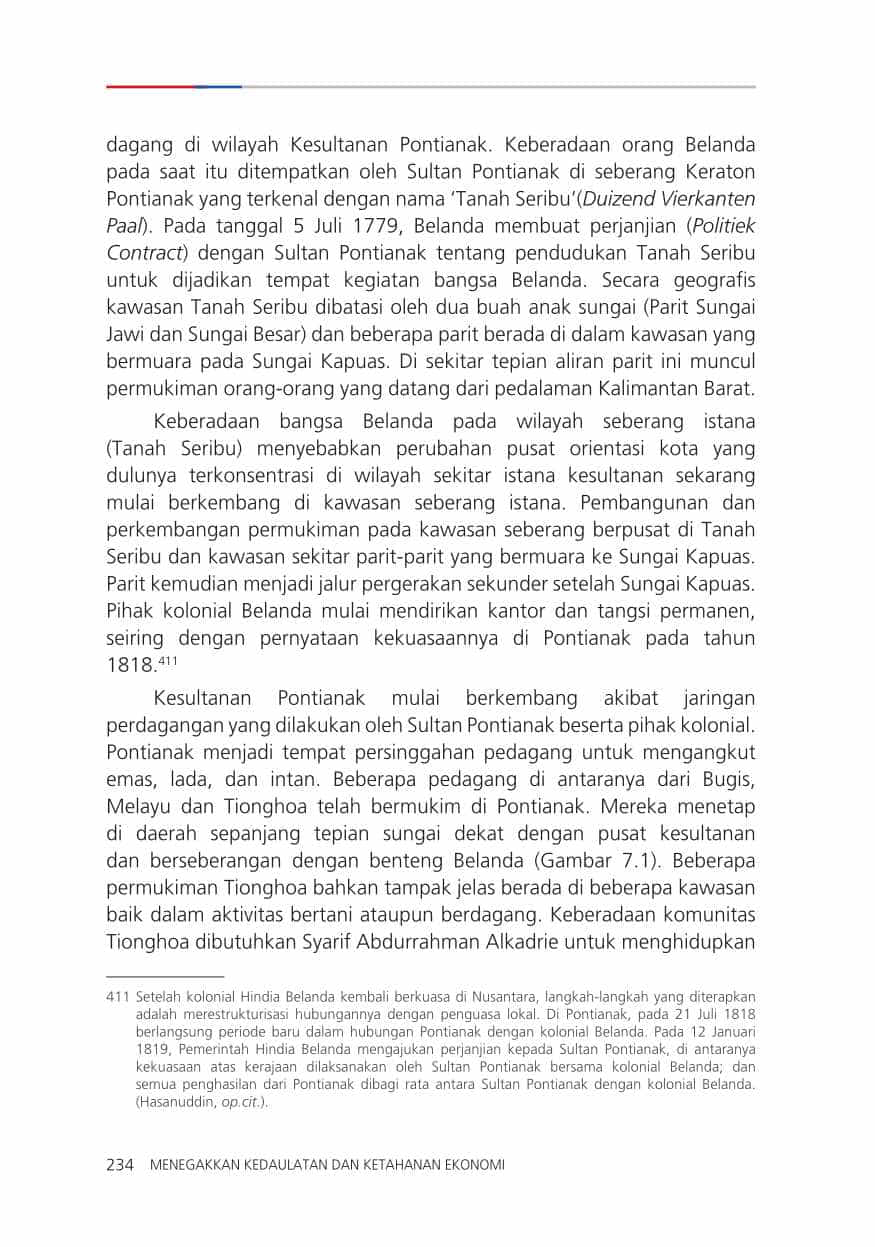 dagang di wilayah Kesultanan Pontianak. Keberadaan orang Belanda
pada saat itu ditempatkan oleh Sultan Pontianak di seberang Keraton
Pontianak yang terkenal dengan nama ‘Tanah Seribu’(Duizend Vierkanten
Paal). Pada tanggal 5 Juli 1779, Belanda membuat perjanjian (Politiek
Contract) dengan Sultan Pontianak tentang pendudukan Tanah Seribu
untuk dijadikan tempat kegiatan bangsa Belanda. Secara geografis
kawasan Tanah Seribu dibatasi oleh dua buah anak sungai (Parit Sungai
Jawi dan Sungai Besar) dan beberapa parit berada di dalam kawasan yang
bermuara pada Sungai Kapuas. Di sekitar tepian aliran parit ini muncul
permukiman orang-orang yang datang dari pedalaman Kalimantan Barat.
Keberadaan bangsa Belanda pada wilayah seberang istana
(Tanah Seribu) menyebabkan perubahan pusat orientasi kota yang
dulunya terkonsentrasi di wilayah sekitar istana kesultanan sekarang
mulai berkembang di kawasan seberang istana. Pembangunan dan
perkembangan permukiman pada kawasan seberang berpusat di Tanah
Seribu dan kawasan sekitar parit-parit yang bermuara ke Sungai Kapuas.
Parit kemudian menjadi jalur pergerakan sekunder setelah Sungai Kapuas.
Pihak kolonial Belanda mulai mendirikan kantor dan tangsi permanen,
seiring dengan pernyataan kekuasaannya di Pontianak pada tahun
1818.411
Kesultanan Pontianak mulai berkembang akibat jaringan
perdagangan yang dilakukan oleh Sultan Pontianak beserta pihak kolonial.
Pontianak menjadi tempat persinggahan pedagang untuk mengangkut
emas, lada, dan intan. Beberapa pedagang di antaranya dari Bugis,
Melayu dan Tionghoa telah bermukim di Pontianak. Mereka menetap
di daerah sepanjang tepian sungai dekat dengan pusat kesultanan
dan berseberangan dengan benteng Belanda (Gambar 7.1). Beberapa
permukiman Tionghoa bahkan tampak jelas berada di beberapa kawasan
baik dalam aktivitas bertani ataupun berdagang. Keberadaan komunitas
Tionghoa dibutuhkan Syarif Abdurrahman Alkadrie untuk menghidupkan
411 Setelah kolonial Hindia Belanda kembali berkuasa di Nusantara, langkah-langkah yang diterapkan
adalah merestrukturisasi hubungannya dengan penguasa lokal. Di Pontianak, pada 21 Juli 1818
berlangsung periode baru dalam hubungan Pontianak dengan kolonial Belanda. Pada 12 Januari
1819, Pemerintah Hindia Belanda mengajukan perjanjian kepada Sultan Pontianak, di antaranya
kekuasaan atas kerajaan dilaksanakan oleh Sultan Pontianak bersama kolonial Belanda; dan
semua penghasilan dari Pontianak dibagi rata antara Sultan Pontianak dengan kolonial Belanda.
(Hasanuddin, op.cit.).
234 MENEGAKKAN KEDAULATAN DAN KETAHANAN EKONOMI